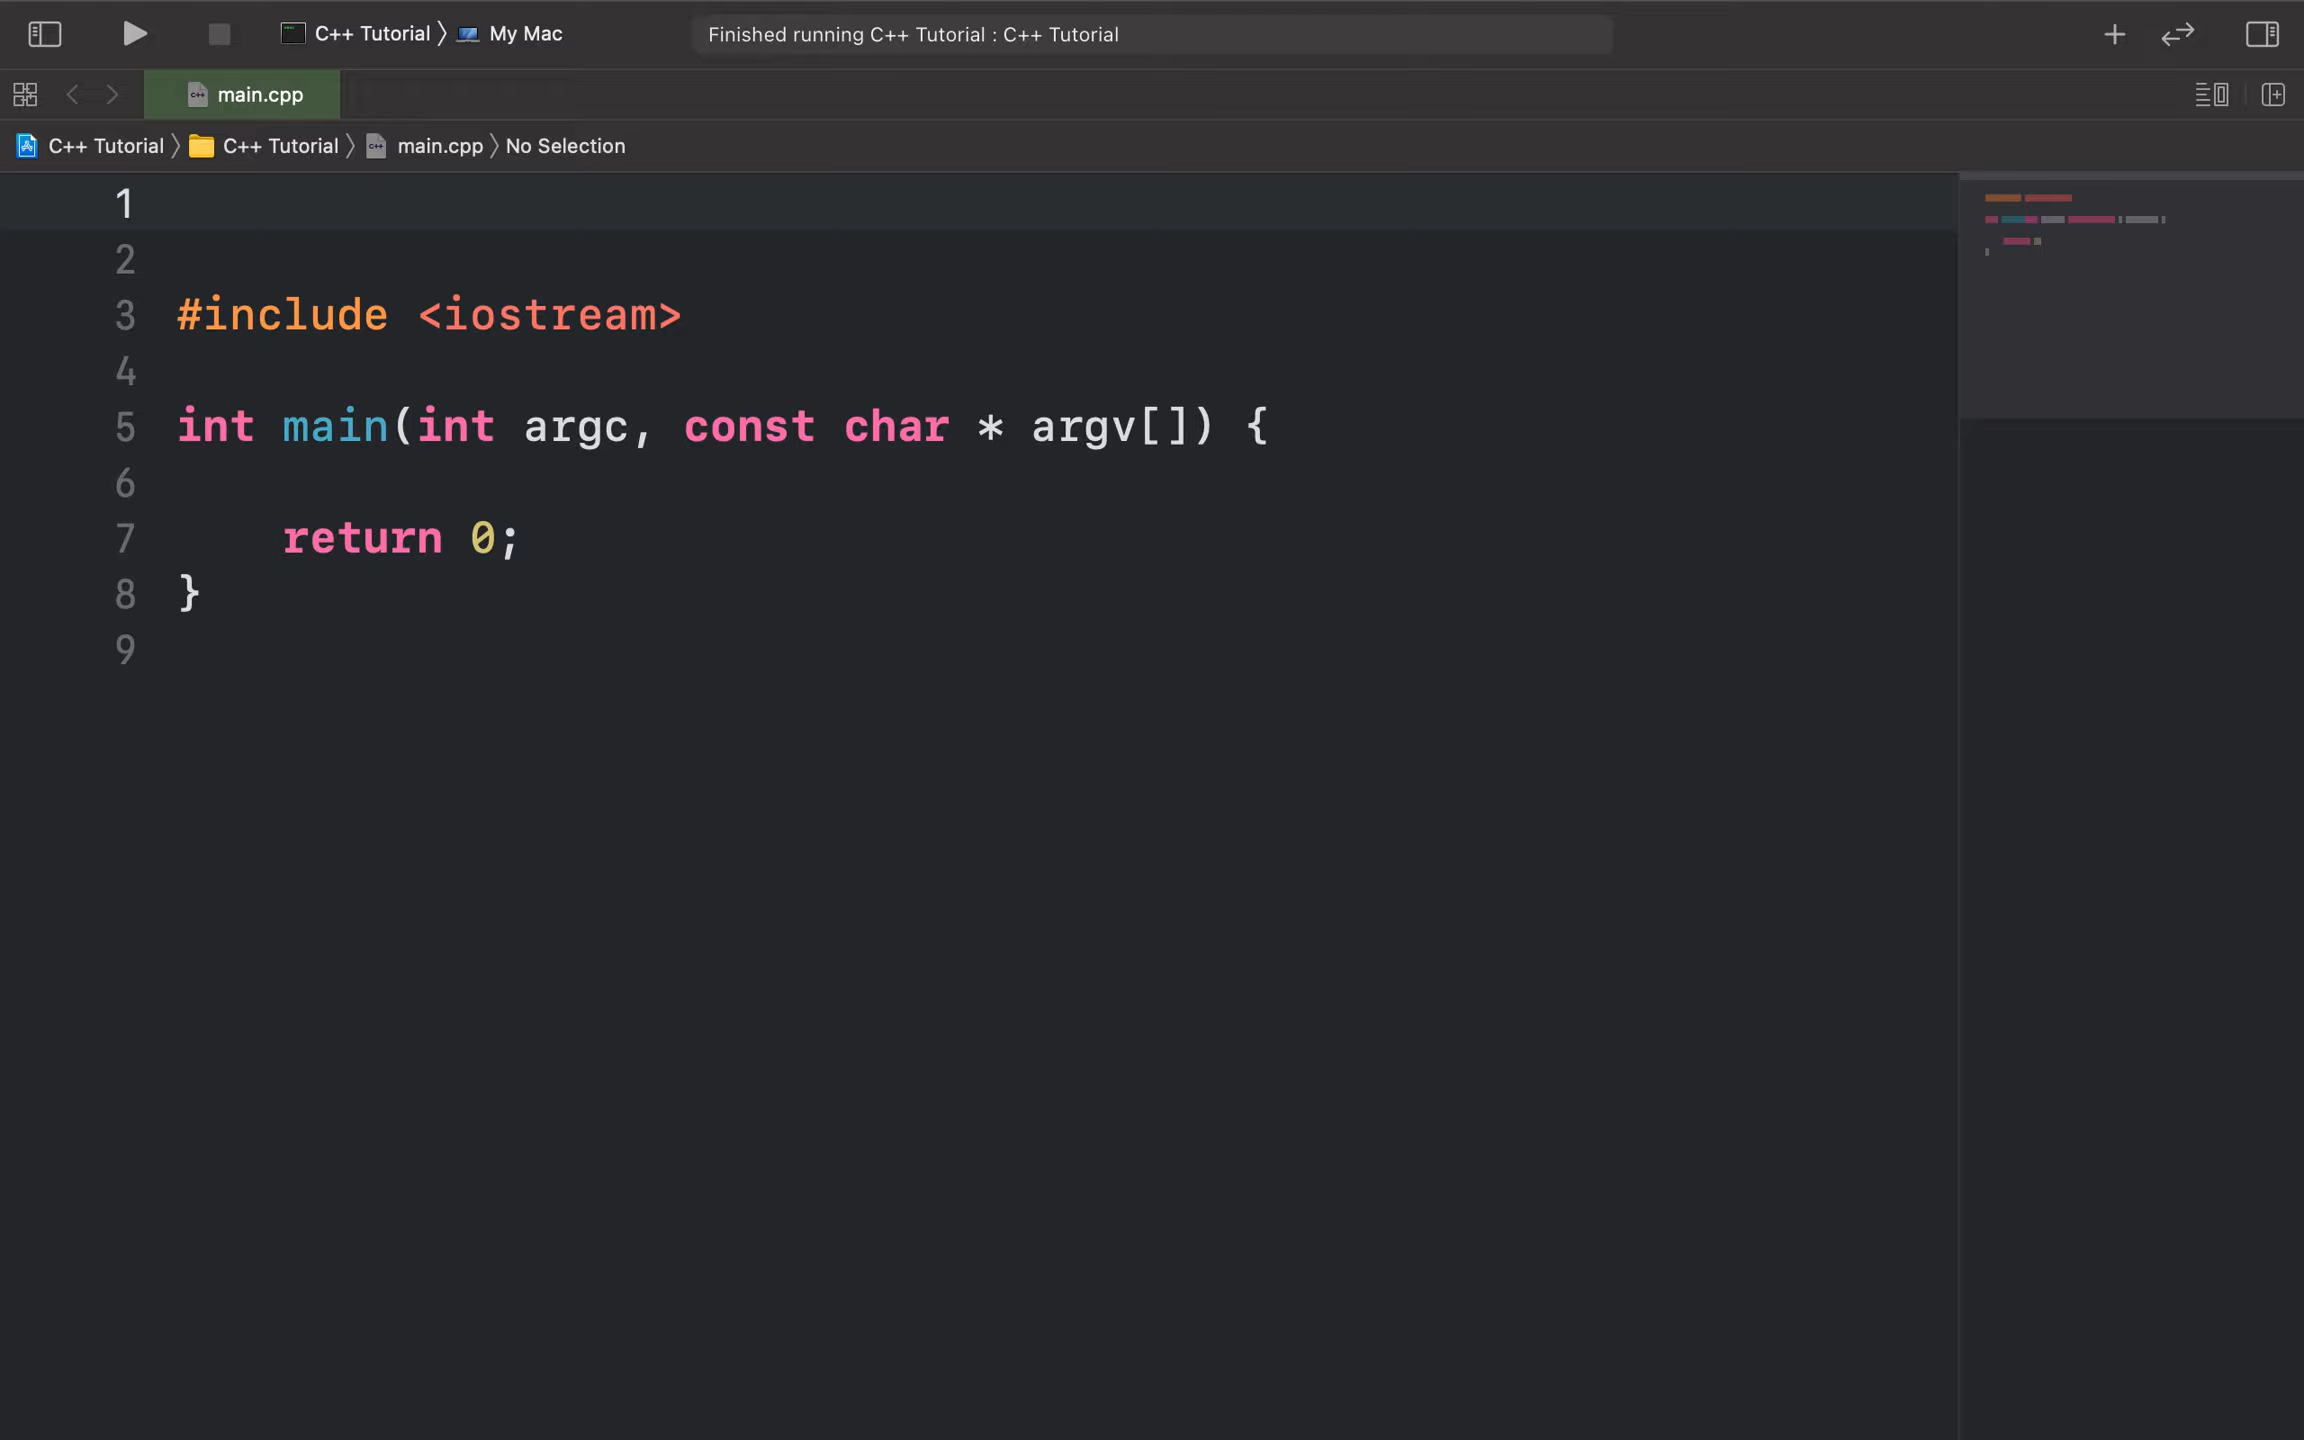 C++ Tutorial 〉 My Mac
Finished running C++ Tutorial : C++ Tutorial
main.cpp
C++ Tutorial 〉 C++ Tutorial 〉 main.cpp 〉 No Selection
1
2
3 #include <iostream>
4
5 int main(int argc, const char * argv[]) {
6
7     return 0;
8 }
9